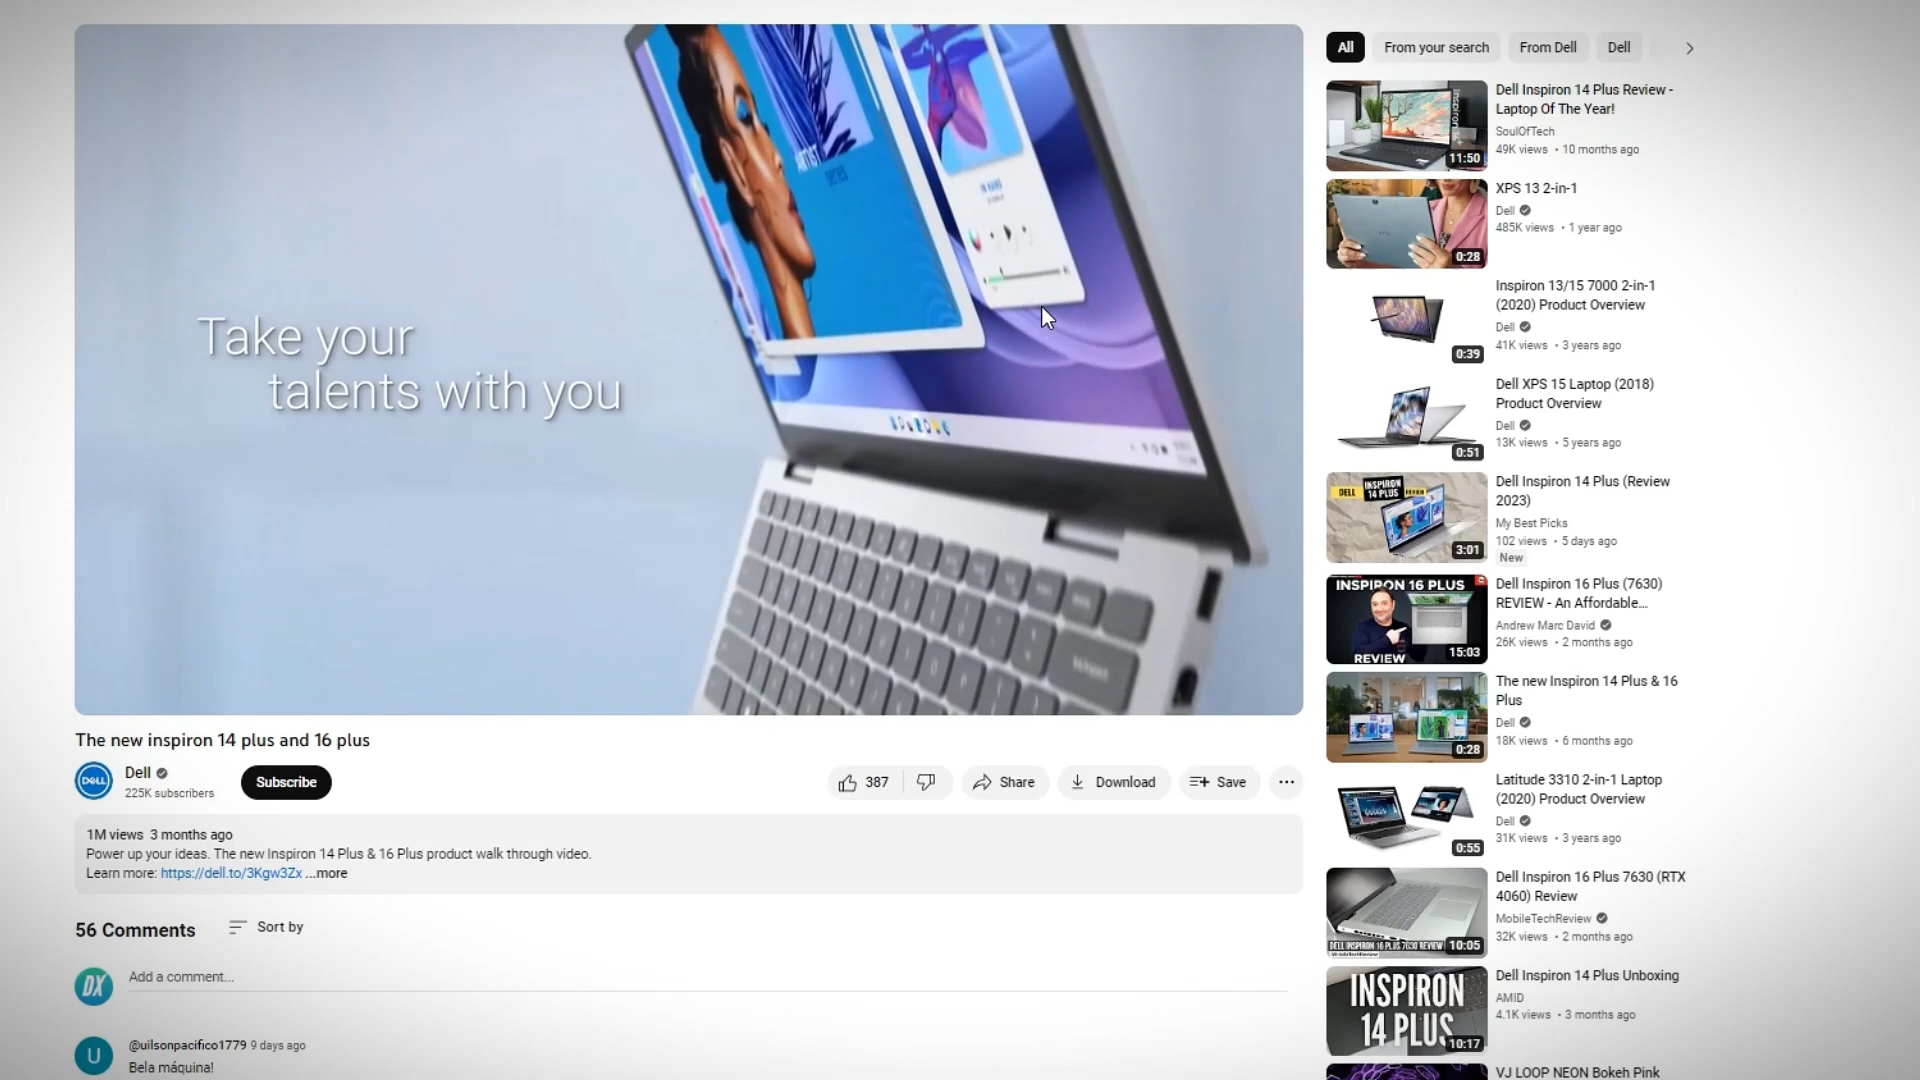 Take your
talents with you
The new inspiron 14 plus and 16 plus
DELL
Dell
225K subscribers
Subscribe
387
Share
Download
Save
1M views 3 months ago
Power up your ideas. The new Inspiron 14 Plus & 16 Plus product walk through video.
Learn more: https://dell.to/3Kgw3Zx ...more
56 Comments
Sort by
DX
Add a comment...
U
@uilsonpacifico1779 9 days ago
Bela máquina!
All
From your search
From Dell
Dell
11:50
Dell Inspiron 14 Plus Review -
Laptop Of The Year!
SoulOfTech
49K views • 10 months ago
0:28
XPS 13 2-in-1
Dell
485K views • 1 year ago
0:39
Inspiron 13/15 7000 2-in-1
(2020) Product Overview
Dell
41K views • 3 years ago
0:51
Dell XPS 15 Laptop (2018)
Product Overview
Dell
13K views • 5 years ago
DELL
INSPIRON
14 PLUS
REVIEW
3:01
Dell Inspiron 14 Plus (Review
2023)
My Best Picks
102 views • 5 days ago
New
INSPIRON 16 PLUS
REVIEW
15:03
Dell Inspiron 16 Plus (7630)
REVIEW - An Affordable...
Andrew Marc David
26K views • 2 months ago
0:28
The new Inspiron 14 Plus & 16
Plus
Dell
18K views • 6 months ago
0:55
Latitude 3310 2-in-1 Laptop
(2020) Product Overview
Dell
31K views • 3 years ago
DELL INSPIRON 16 PLUS 7630 REVIEW
10:05
Dell Inspiron 16 Plus 7630 (RTX
4060) Review
MobileTechReview
32K views • 2 months ago
INSPIRON
14 PLUS
10:17
Dell Inspiron 14 Plus Unboxing
AMID
4.1K views • 3 months ago
VJ LOOP NEON Bokeh Pink